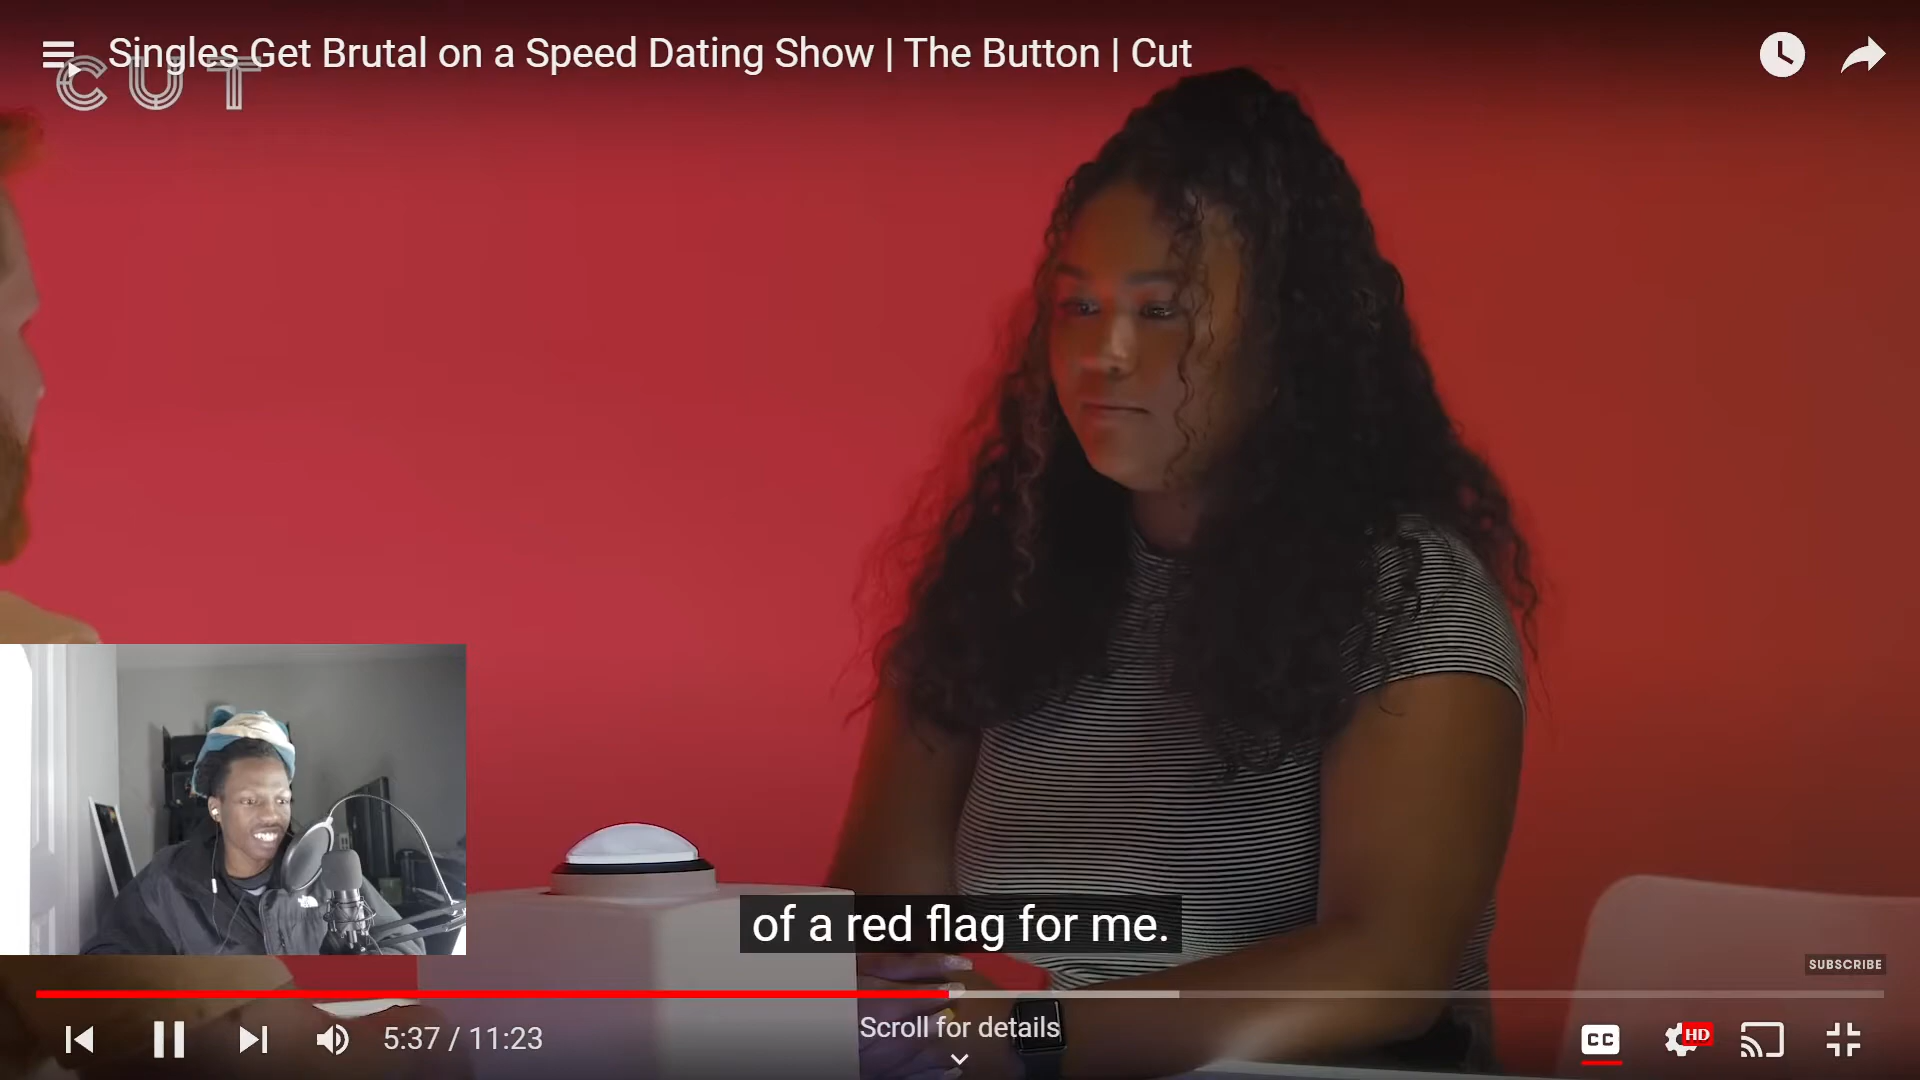 Singles Get Brutal on a Speed Dating Show | The Button | Cut
CUT
of a red flag for me.
SUBSCRIBE
5:37 / 11:23
Scroll for details
CC
HD